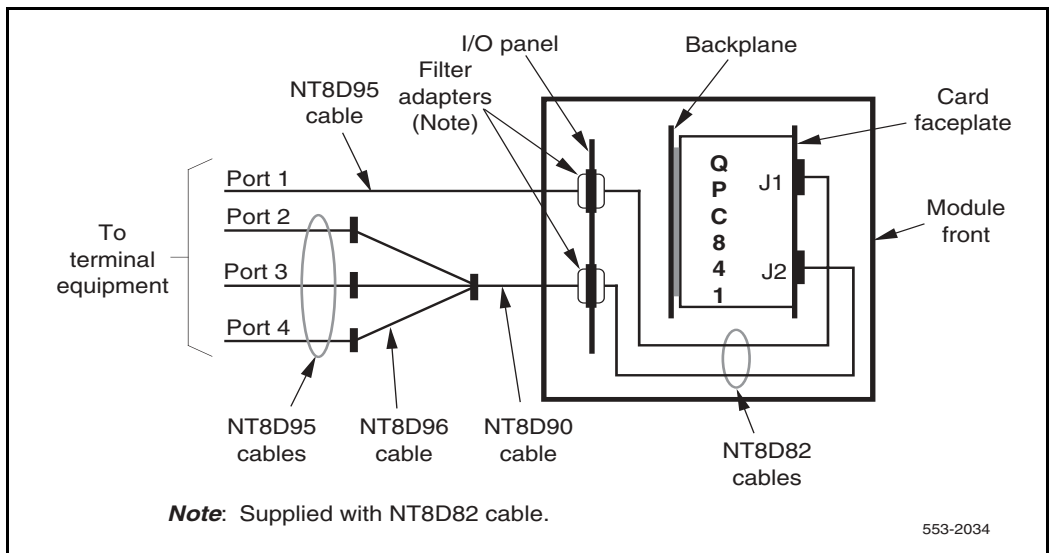 I/O panel
Backplane
Filter
adapters
(Note)
NT8D95
cable
Card
faceplate
Port 1
Q
P
C
8
4
1
J1
Port 2
Module
front
To
terminal
equipment
Port 3
J2
Port 4
NT8D95
cables
NT8D96
cable
NT8D90
cable
NT8D82
cables
Note: Supplied with NT8D82 cable.
553-2034